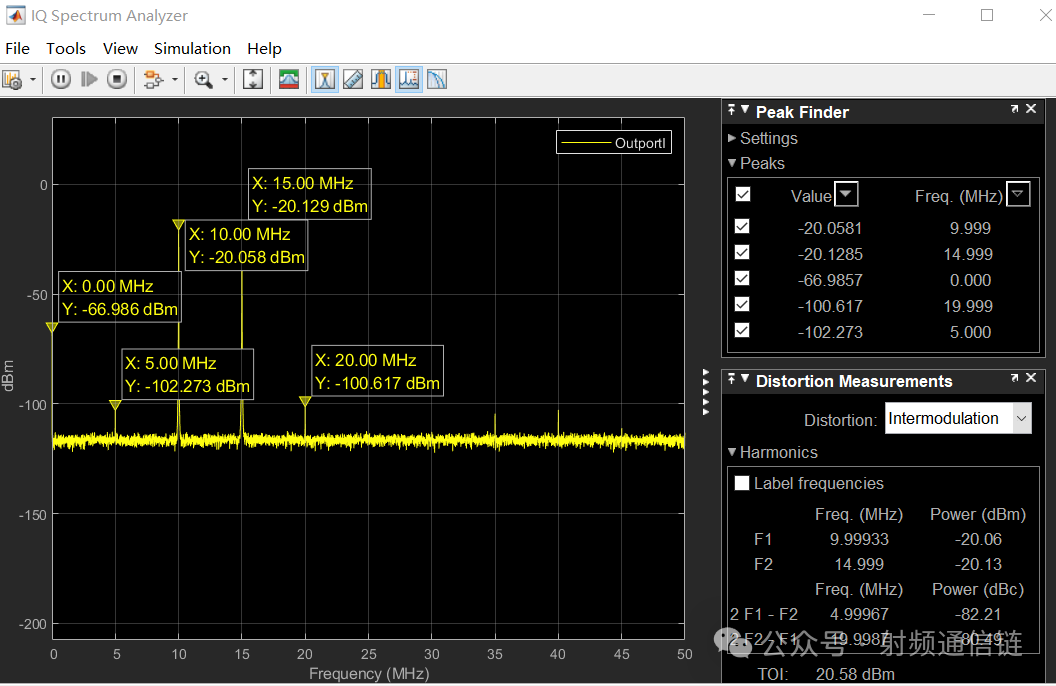 IQ Spectrum Analyzer
File Tools View Simulation Help
OutportI
X: 15.00 MHz
Y: -20.129 dBm
X: 10.00 MHz
Y: -20.058 dBm
X: 0.00 MHz
Y: -66.986 dBm
X: 5.00 MHz
Y: -102.273 dBm
X: 20.00 MHz
Y: -100.617 dBm
0
-50
-100
-150
-200
dBm
0 5 10 15 20 25 30 35 40 45 50
Frequency (MHz)
Peak Finder
Settings
Peaks
Value Freq. (MHz)
-20.0581 9.999
-20.1285 14.999
-66.9857 0.000
-100.617 19.999
-102.273 5.000
Distortion Measurements
Distortion: Intermodulation
Harmonics
Label frequencies
Freq. (MHz) Power (dBm)
F1 9.99933 -20.06
F2 14.999 -20.13
Freq. (MHz) Power (dBc)
2 F1 - F2 4.99967 -82.21
2 F2 - F1 19.9987 -80.49
公众号 · 射频通信链
TOI: 20.58 dBm